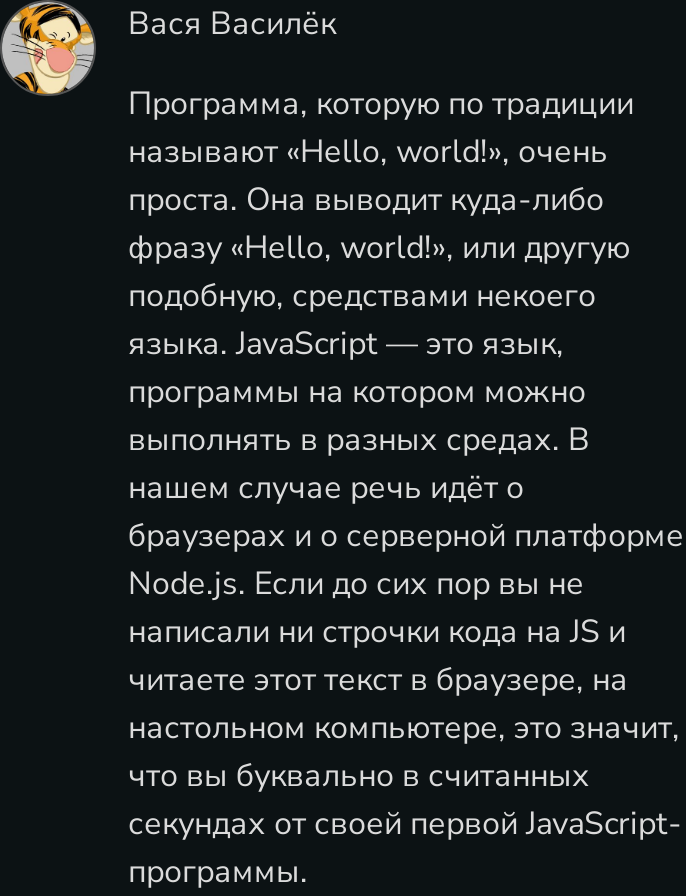 Вася Василёк
Программа, которую по традиции
называют «Hello, world!», очень
проста. Она выводит куда-либо
фразу «Hello, world!», или другую
подобную, средствами некоего
языка. JavaScript — это язык,
программы на котором можно
выполнять в разных средах. В
нашем случае речь идёт о
браузерах и о серверной платформе
Node.js. Если до сих пор вы не
написали ни строчки кода на JS и
читаете этот текст в браузере, на
настольном компьютере, это значит,
что вы буквально в считанных
секундах от своей первой JavaScript-
программы.